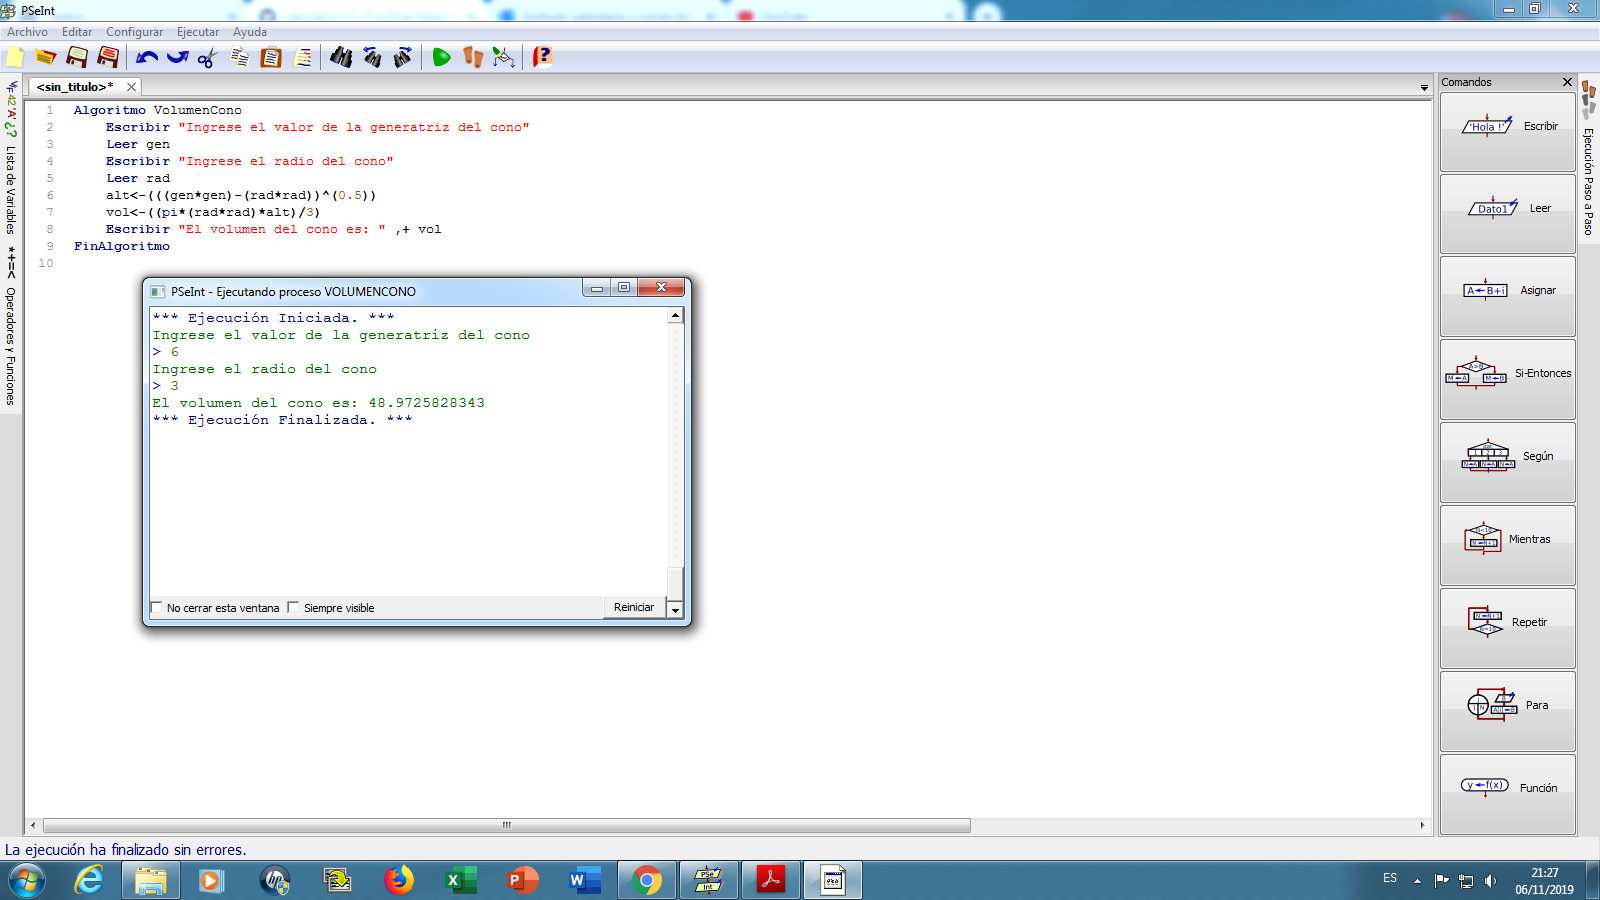 PSeInt
Archivo Editar Configurar Ejecutar Ayuda
<sin_titulo>*
1 Algoritmo VolumenCono
2 Escribir "Ingrese el valor de la generatriz del cono"
3 Leer gen
4 Escribir "Ingrese el radio del cono"
5 Leer rad
6 alt<-(((gen*gen)-(rad*rad))^(0.5))
7 vol<-((pi*(rad*rad)*alt)/3)
8 Escribir "El volumen del cono es: " ,+ vol
9 FinAlgoritmo
10
Lista de Variables
*+=< Operadores y Funciones
PSeInt - Ejecutando proceso VOLUMENCONO
*** Ejecución Iniciada. ***
Ingrese el valor de la generatriz del cono
> 6
Ingrese el radio del cono
> 3
El volumen del cono es: 48.9725828343
*** Ejecución Finalizada. ***
No cerrar esta ventana Siempre visible Reiniciar
Comandos
'Hola !' Escribir
Dato1 Leer
A←B+i Asignar
A>B M←A M←B Si-Entonces
1 2 3 Según
Mientras
Repetir
Para
y←f(x) Función
Ejecución Paso a Paso
La ejecución ha finalizado sin errores.
PSe
Int
ES
21:27
06/11/2019